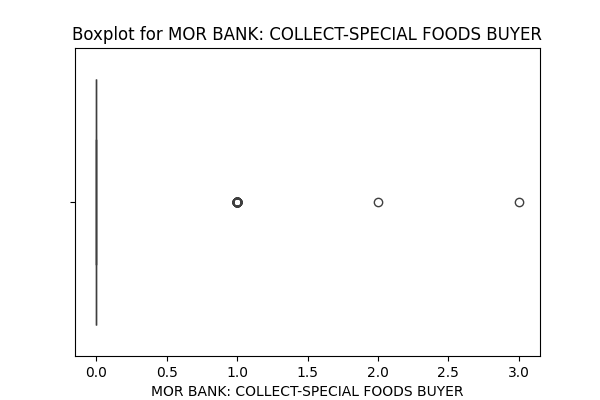 Boxplot for MOR BANK: COLLECT-SPECIAL FOODS BUYER
0.0 0.5 1.0 1.5 2.0 2.5 3.0
MOR BANK: COLLECT-SPECIAL FOODS BUYER